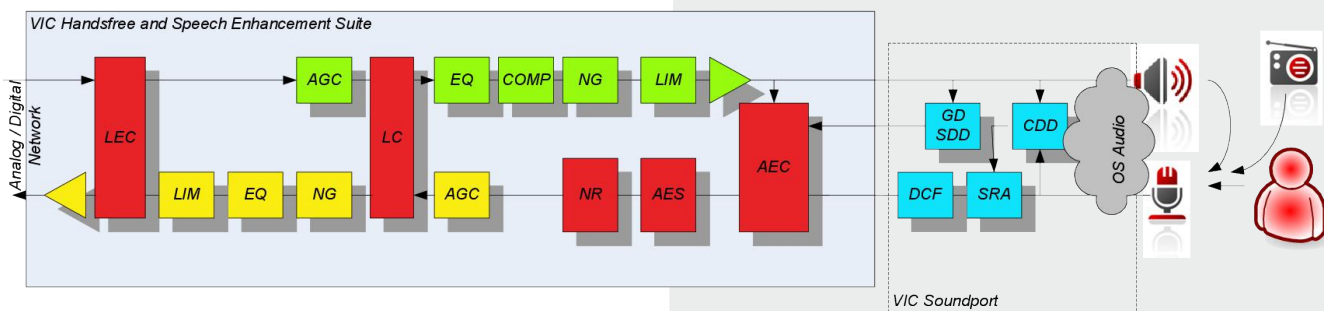 VIC Handsfree and Speech Enhancement Suite
Analog / Digital
Network
LEC
AGC
LC
EQ
COMP
NG
LIM
AEC
LIM
EQ
NG
AGC
NR
AES
GD
SDD
CDD
DCF
SRA
OS Audio
VIC Soundport